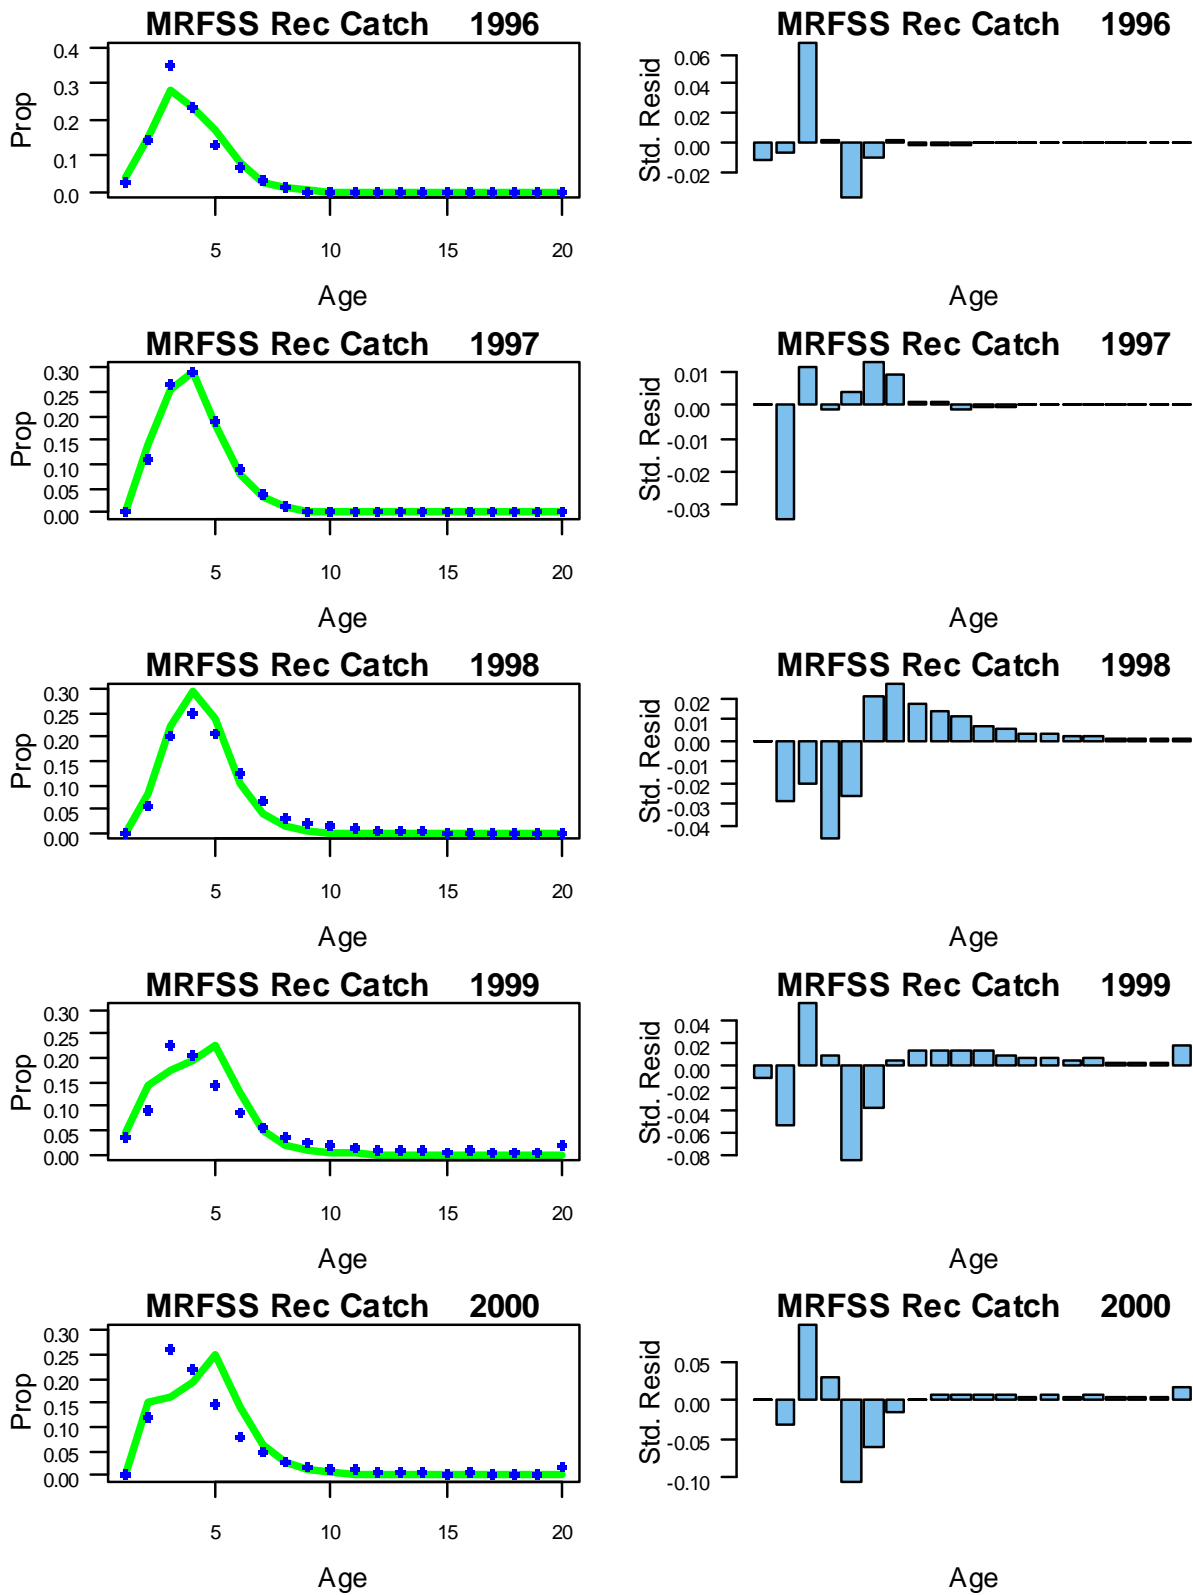 MRFSS Rec Catch 1996
Prop
0.4
0.3
0.2
0.1
0.0
5 10 15 20
Age
MRFSS Rec Catch 1996
Std. Resid
0.06
0.04
0.02
0.00
-0.02
Age
MRFSS Rec Catch 1997
Prop
0.30
0.25
0.20
0.15
0.10
0.05
0.00
5 10 15 20
Age
MRFSS Rec Catch 1997
Std. Resid
0.01
0.00
-0.01
-0.02
-0.03
Age
MRFSS Rec Catch 1998
Prop
0.30
0.25
0.20
0.15
0.10
0.05
0.00
5 10 15 20
Age
MRFSS Rec Catch 1998
Std. Resid
0.02
0.01
0.00
-0.01
-0.02
-0.03
-0.04
Age
MRFSS Rec Catch 1999
Prop
0.30
0.25
0.20
0.15
0.10
0.05
0.00
5 10 15 20
Age
MRFSS Rec Catch 1999
Std. Resid
0.04
0.02
0.00
-0.02
-0.04
-0.06
-0.08
Age
MRFSS Rec Catch 2000
Prop
0.30
0.25
0.20
0.15
0.10
0.05
0.00
5 10 15 20
Age
MRFSS Rec Catch 2000
Std. Resid
0.05
0.00
-0.05
-0.10
Age